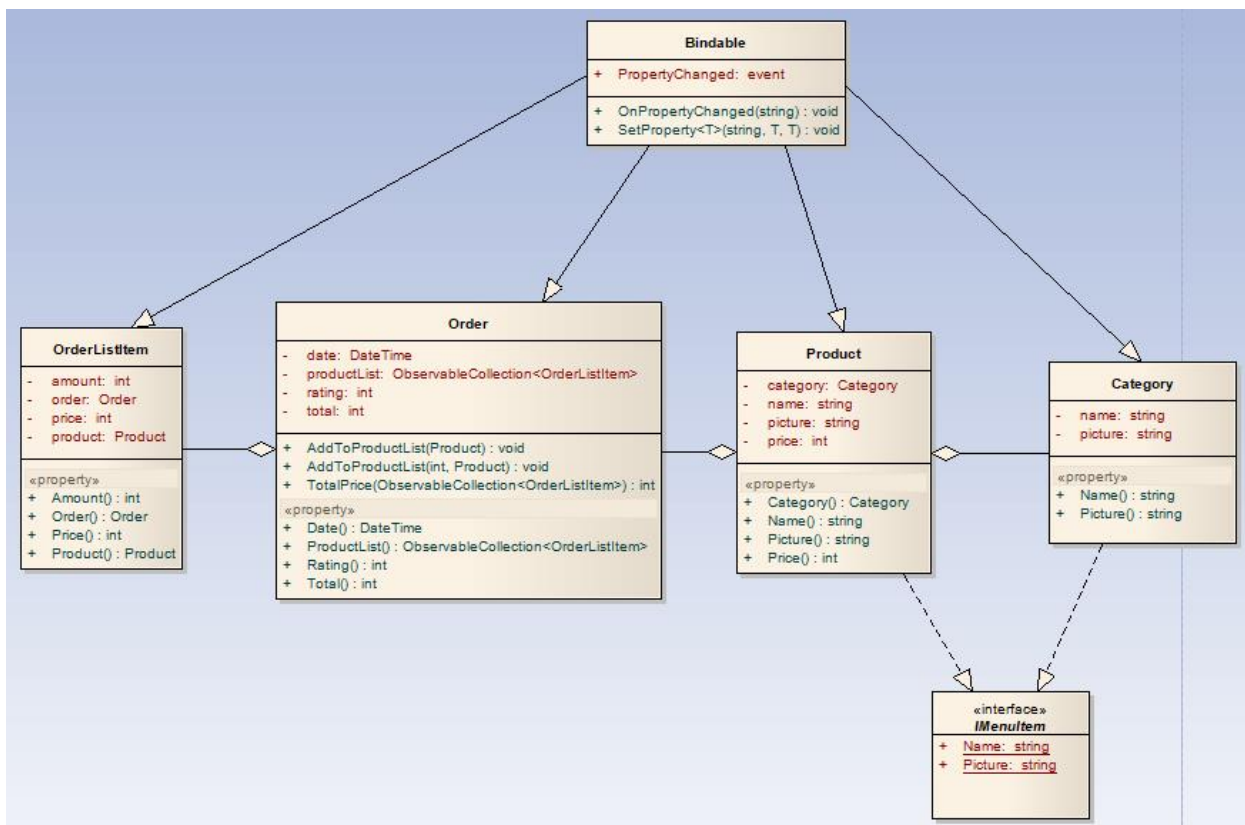 Bindable
+ PropertyChanged: event
+ OnPropertyChanged(string) : void
+ SetProperty<T>(string, T, T) : void
OrderListItem
- amount: int
- order: Order
- price: int
- product: Product
«property»
+ Amount() : int
+ Order() : Order
+ Price() : int
+ Product() : Product
Order
- date: DateTime
- productList: ObservableCollection<OrderListItem>
- rating: int
- total: int
+ AddToProductList(Product) : void
+ AddToProductList(int, Product) : void
+ TotalPrice(ObservableCollection<OrderListItem>) : int
«property»
+ Date() : DateTime
+ ProductList() : ObservableCollection<OrderListItem>
+ Rating() : int
+ Total() : int
Product
- category: Category
- name: string
- picture: string
- price: int
«property»
+ Category() : Category
+ Name() : string
+ Picture() : string
+ Price() : int
Category
- name: string
- picture: string
«property»
+ Name() : string
+ Picture() : string
«interface»
IMenuItem
+ Name: string
+ Picture: string